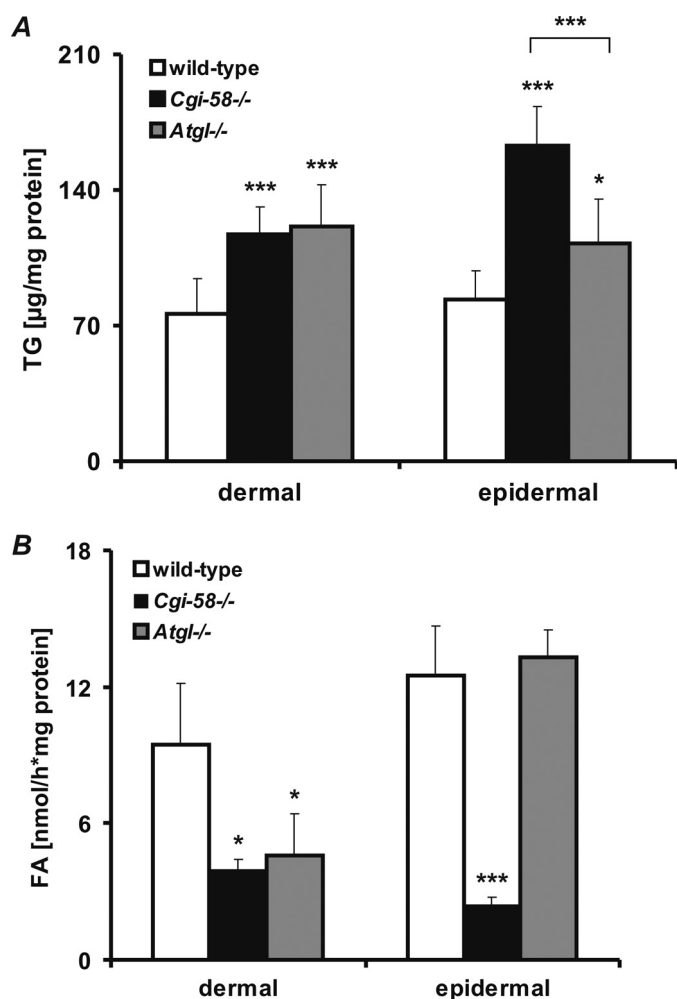 A
***
210
wild-type
***
Cgi-58-/-
Atgl-/-
***
***
140
*
TG [µg/mg protein]
70
0
dermal
epidermal
B
18
wild-type
Cgi-58-/-
Atgl-/-
12
FA [nmol/h*mg protein]
6
*
*
***
0
dermal
epidermal